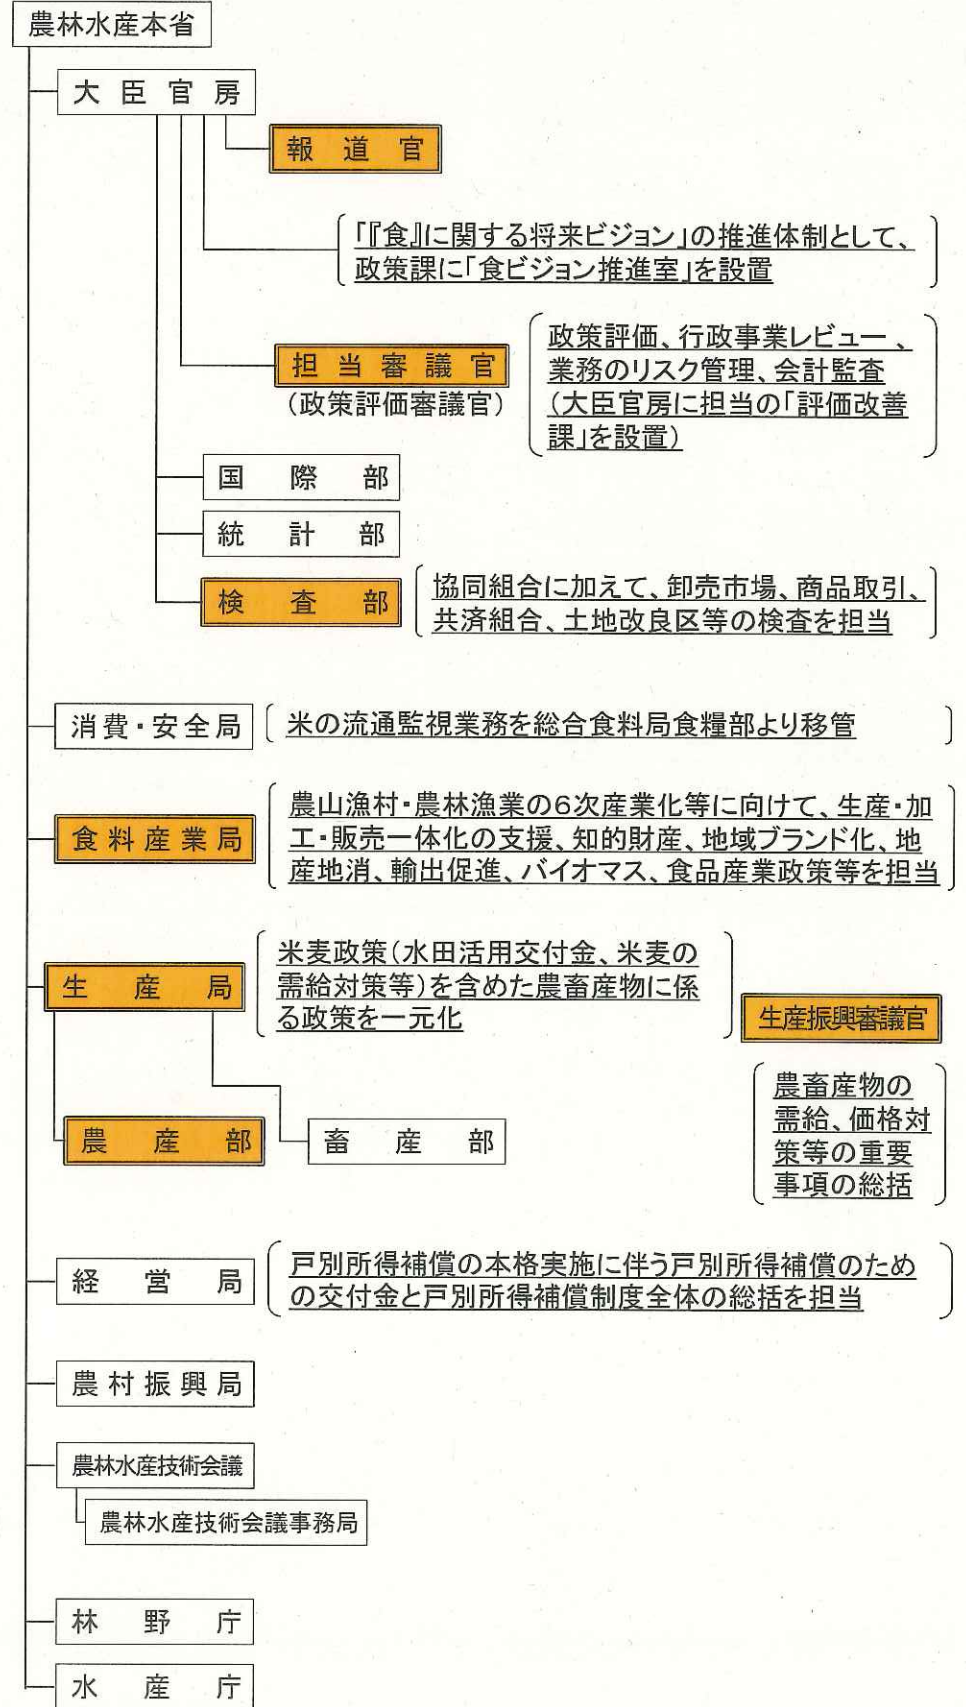 農林水産本省
大臣官房
報道官
「『食』に関する将来ビジョン」の推進体制として、
政策課に「食ビジョン推進室」を設置
担当審議官
（政策評価審議官）
政策評価、行政事業レビュー、
業務のリスク管理、会計監査
（大臣官房に担当の「評価改善
課」を設置）
国際部
統計部
検査部
協同組合に加えて、卸売市場、商品取引、
共済組合、土地改良区等の検査を担当
消費・安全局
米の流通監視業務を総合食料局食糧部より移管
食料産業局
農山漁村・農林漁業の６次産業化等に向けて、生産・加
工・販売一体化の支援、知的財産、地域ブランド化、地
産地消、輸出促進、バイオマス、食品産業政策等を担当
生産局
米麦政策（水田活用交付金、米麦の
需給対策等）を含めた農畜産物に係
る政策を一元化
生産振興審議官
農畜産物の
需給、価格対
策等の重要
事項の総括
農産部
畜産部
経営局
戸別所得補償の本格実施に伴う戸別所得補償のため
の交付金と戸別所得補償制度全体の総括を担当
農村振興局
農林水産技術会議
農林水産技術会議事務局
林野庁
水産庁